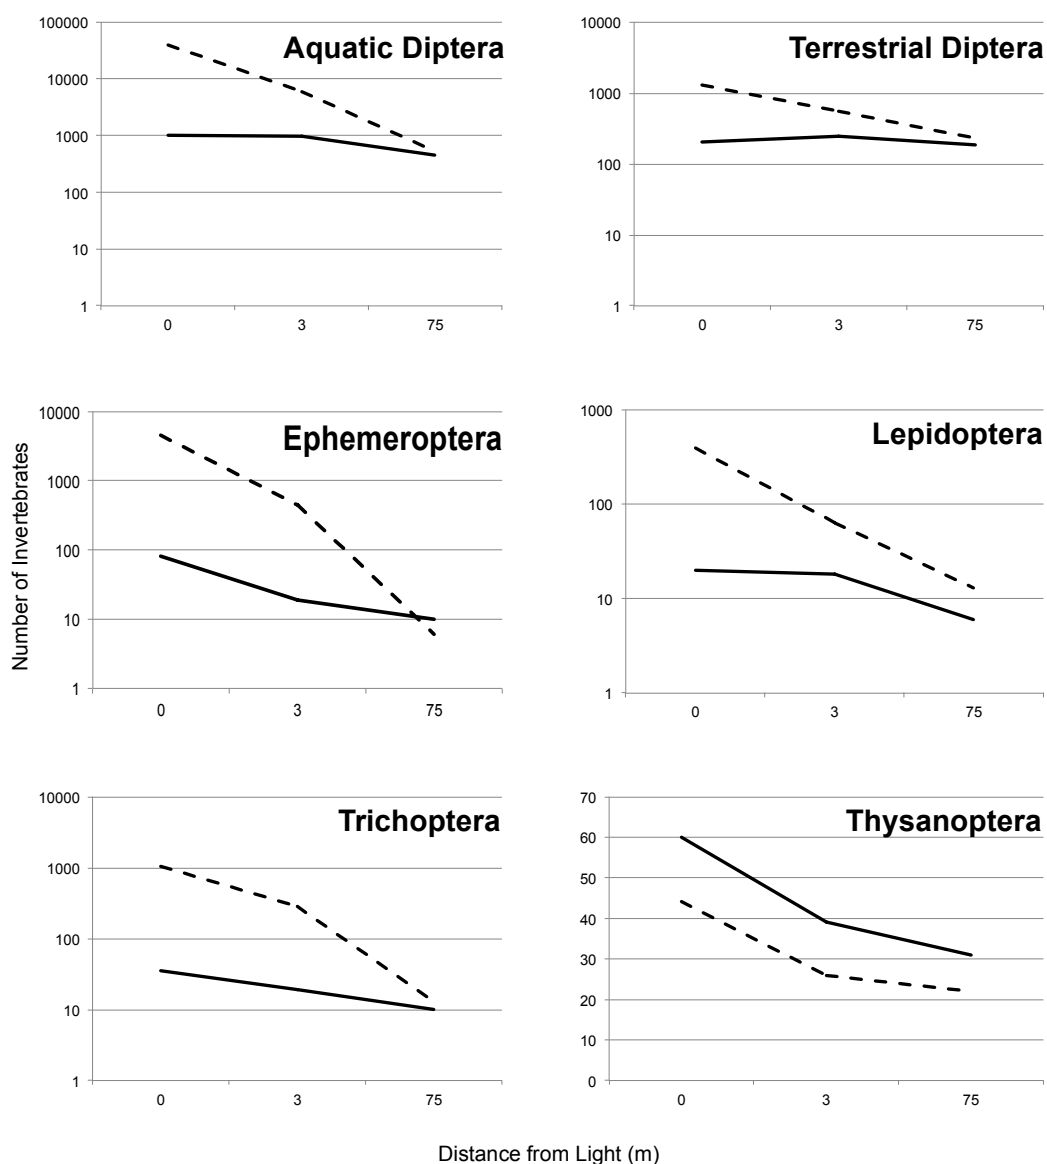 Aquatic Diptera
100000
10000
1000
100
10
1
0 3 75
Terrestrial Diptera
10000
1000
100
10
1
0 3 75
Number of Invertebrates
Ephemeroptera
10000
1000
100
10
1
0 3 75
Lepidoptera
1000
100
10
1
0 3 75
Trichoptera
10000
1000
100
10
1
0 3 75
Thysanoptera
70
60
50
40
30
20
10
0
0 3 75
Distance from Light (m)